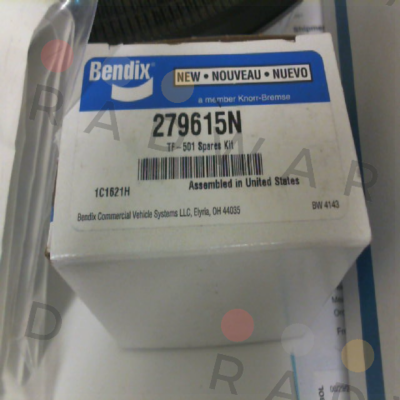 Bendix
NEW • NOUVEAU • NUEVO
a member Knorr-Bremse
279615N
TF-501 Spares Kit
1C1621H
Assembled in United States
Bendix Commercial Vehicle Systems LLC, Elyria, OH 44035
BW 4143